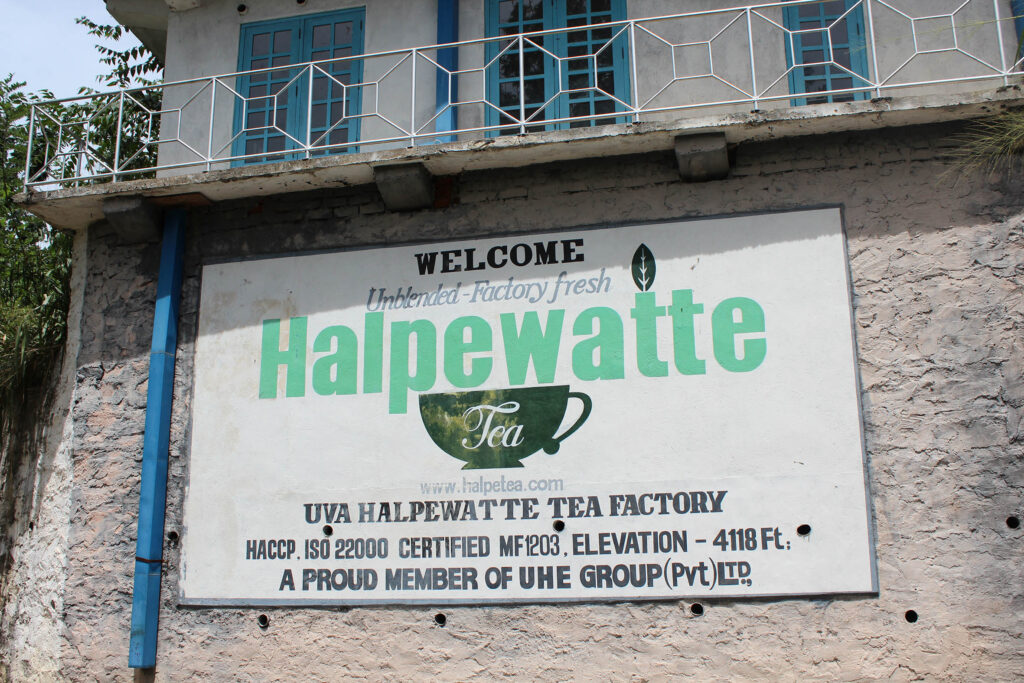 WELCOME
Unblended-Factory fresh
Halpewatte
Tea
www.halpetea.com
UVA HALPEWATTE TEA FACTORY
HACCP, ISO 22000 CERTIFIED MF1203, ELEVATION - 4118 Ft;
A PROUD MEMBER OF UHE GROUP (Pvt) LTD.,